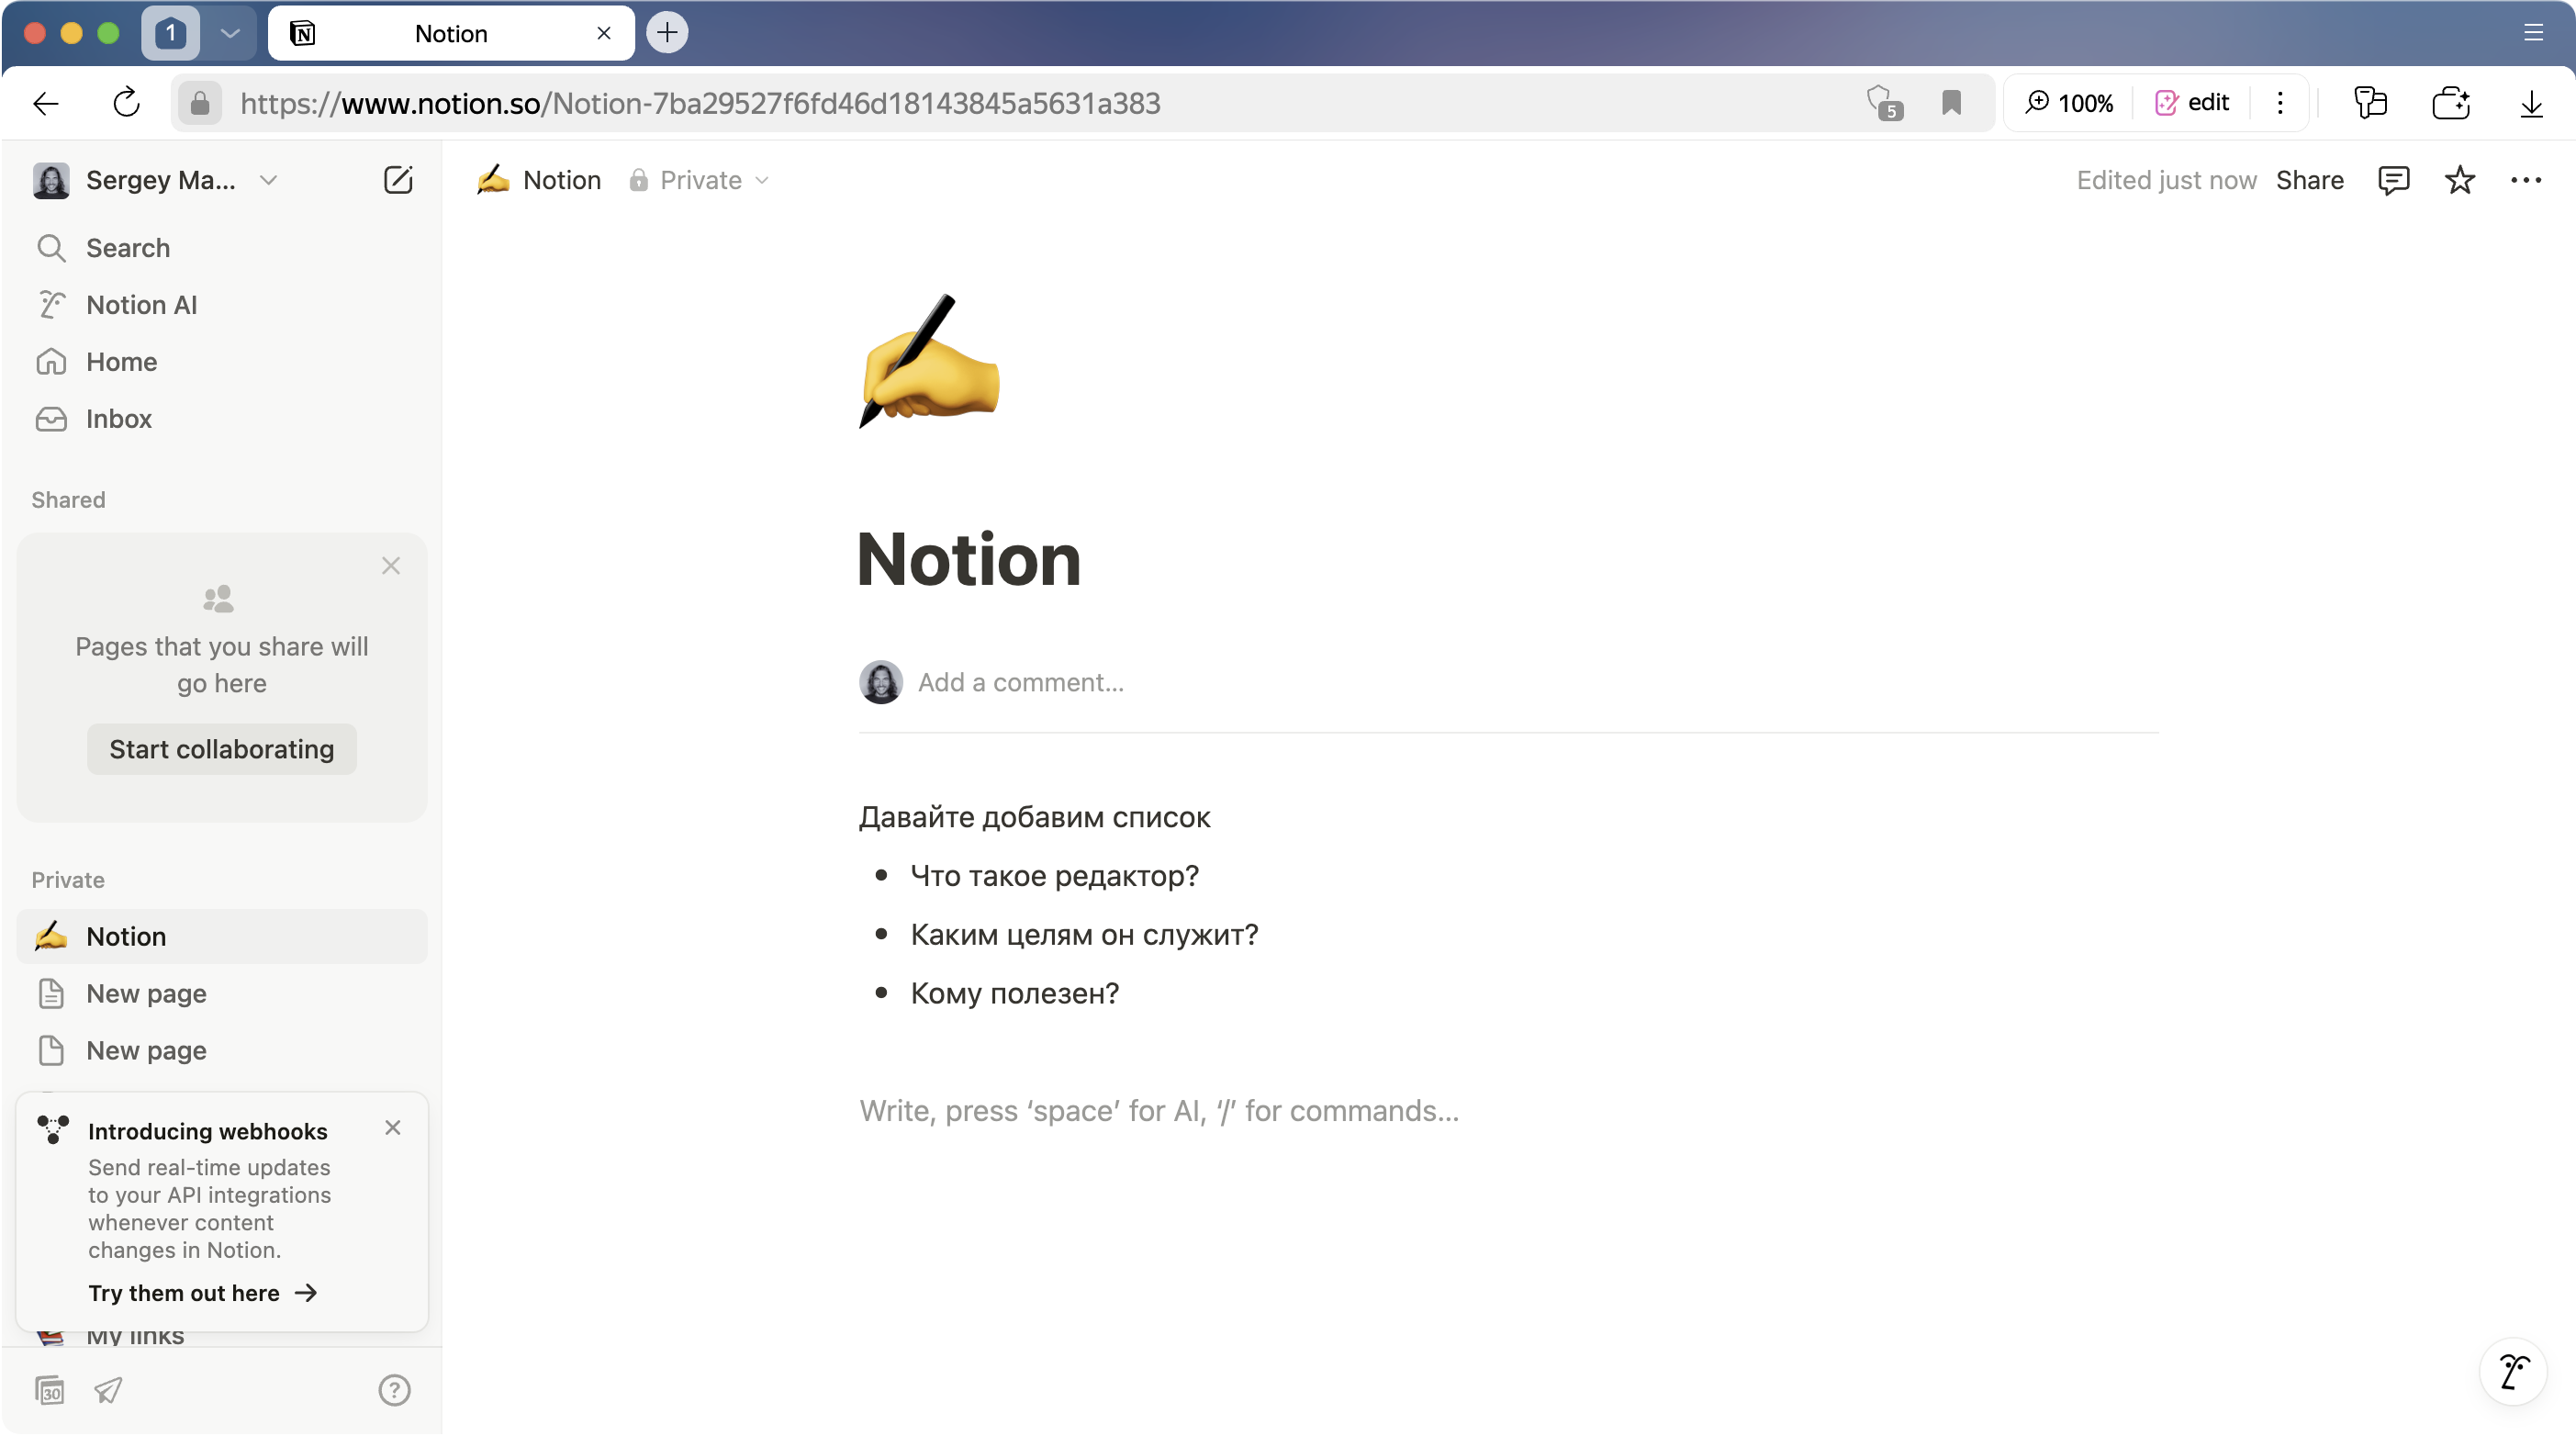 1
Notion
https://www.notion.so/Notion-7ba29527f6fd46d18143845a5631a383
5
100%
edit
Sergey Ma...
Notion
Private
Edited just now
Share
Search
Notion AI
Home
Inbox
Shared
Pages that you share will
go here
Start collaborating
Private
Notion
New page
New page
Introducing webhooks
Send real-time updates
to your API integrations
whenever content
changes in Notion.
Try them out here
My links
30
?
Notion
Add a comment...
Давайте добавим список
• Что такое редактор?
• Каким целям он служит?
• Кому полезен?
Write, press ‘space’ for AI, ‘/’ for commands...